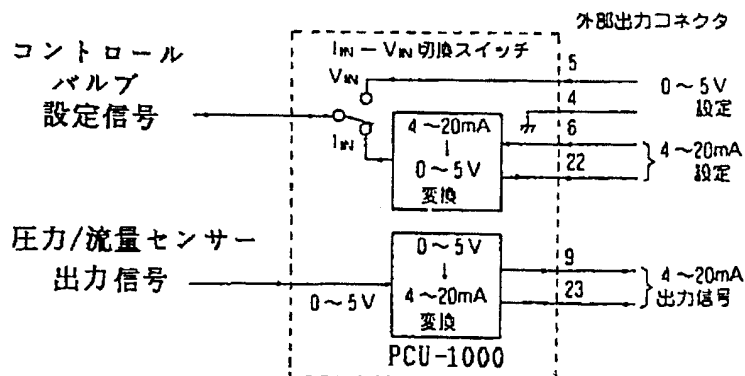 外部出力コネクタ
コントロール
バルブ
設定信号
IIN－VIN切換スイッチ
VIN
IIN
5
4
0～5V
設定
6
22
4～20mA
設定
4～20mA
↓
0～5V
変換
圧力/流量センサー
出力信号
0～5V
0～5V
↓
4～20mA
変換
9
23
4～20mA
出力信号
PCU-1000